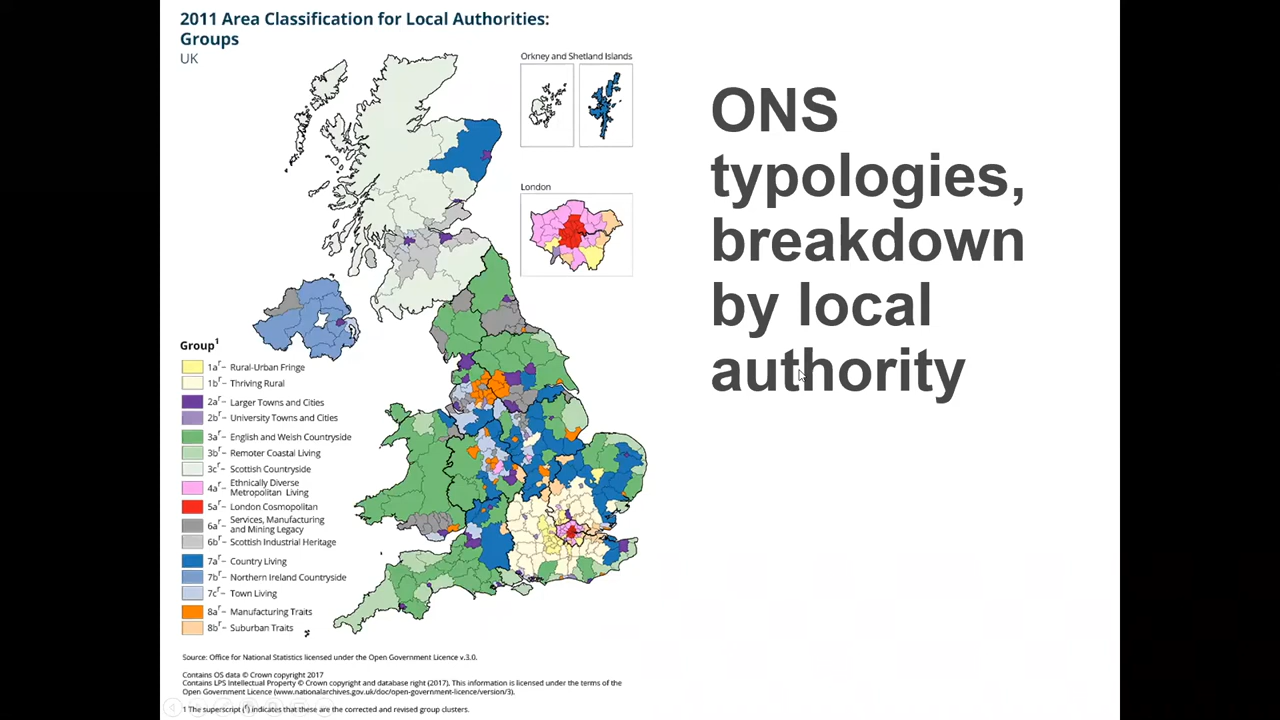 2011 Area Classification for Local Authorities:
Groups
UK
Orkney and Shetland Islands
London
Group1
1ar – Rural-Urban Fringe
1br – Thriving Rural
2ar – Larger Towns and Cities
2br – University Towns and Cities
3ar – English and Welsh Countryside
3br – Remoter Coastal Living
3cr – Scottish Countryside
4ar – Ethnically Diverse
Metropolitan Living
5ar – London Cosmopolitan
6ar – Services, Manufacturing
and Mining Legacy
6br – Scottish Industrial Heritage
7ar – Country Living
7br – Northern Ireland Countryside
7cr – Town Living
8ar – Manufacturing Traits
8br – Suburban Traits
Source: Office for National Statistics licensed under the Open Government Licence v.3.0.
Contains OS data © Crown copyright 2017
Contains LPS Intellectual Property © Crown copyright and database right (2017). This information is licensed under the terms of the
Open Government Licence (www.nationalarchives.gov.uk/doc/open-government-licence/version/3).
1 The superscript (r) indicates that these are the corrected and revised group clusters.
ONS
typologies,
breakdown
by local
authority